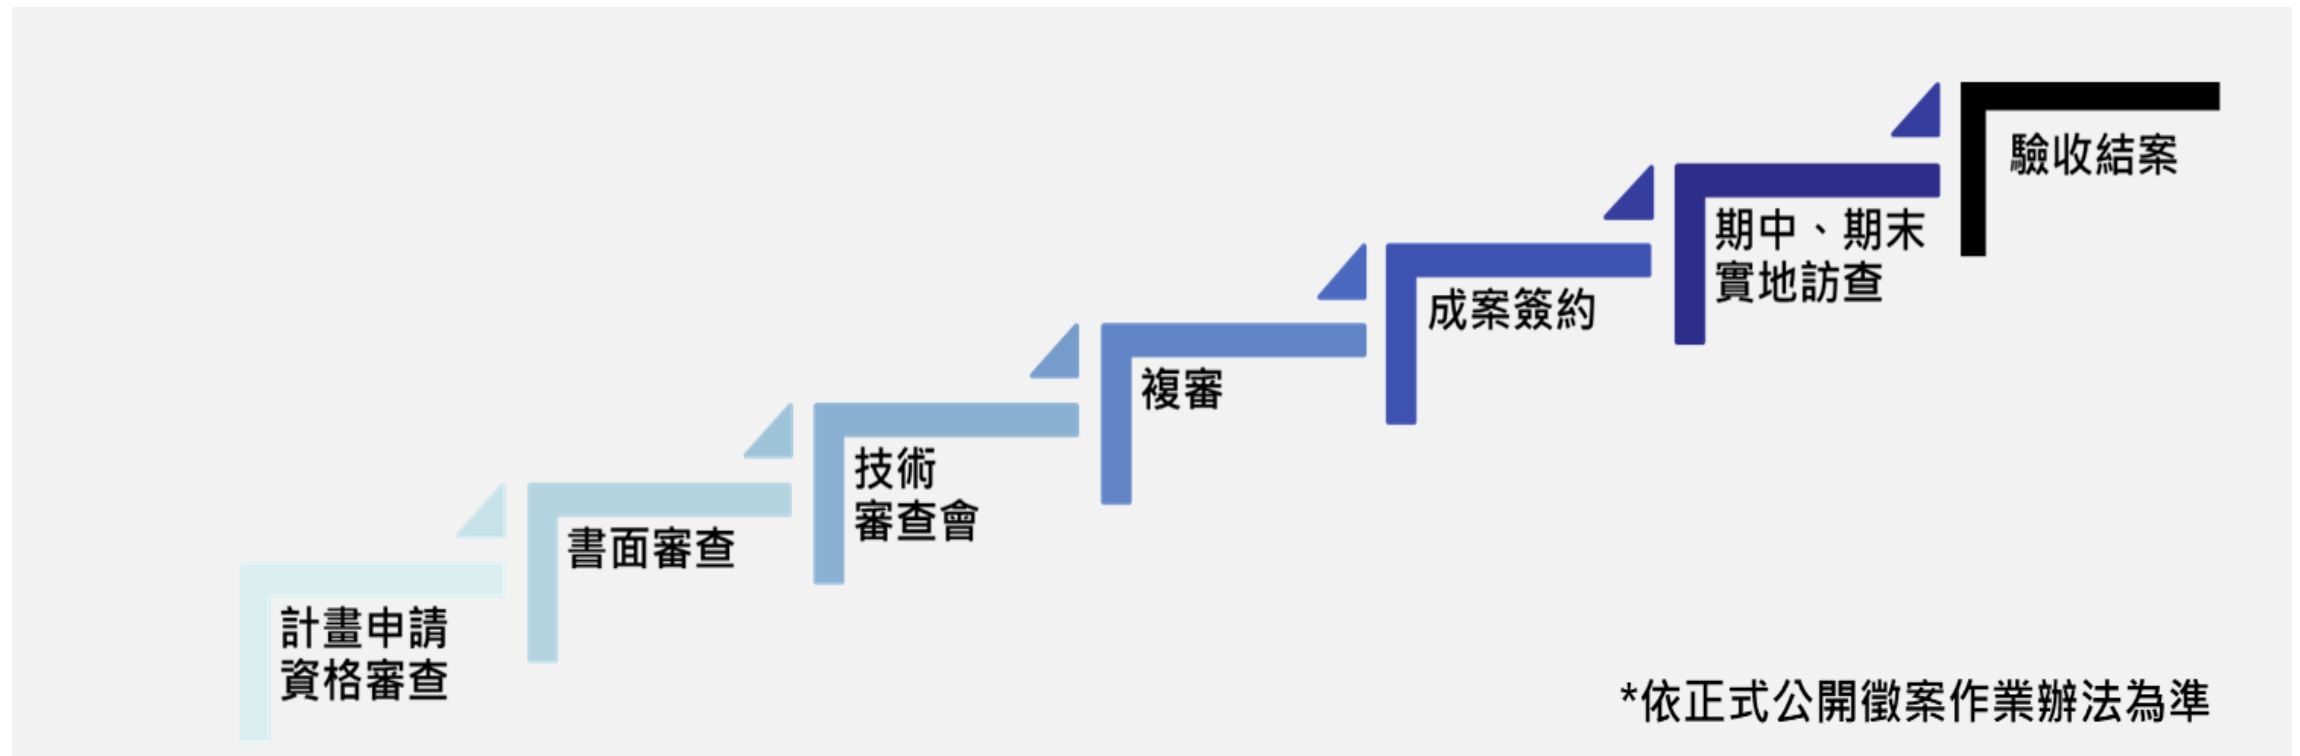 計畫申請
資格審查
書面審查
技術
審查會
複審
成案簽約
期中、期末
實地訪查
驗收結案
*依正式公開徵案作業辦法為準